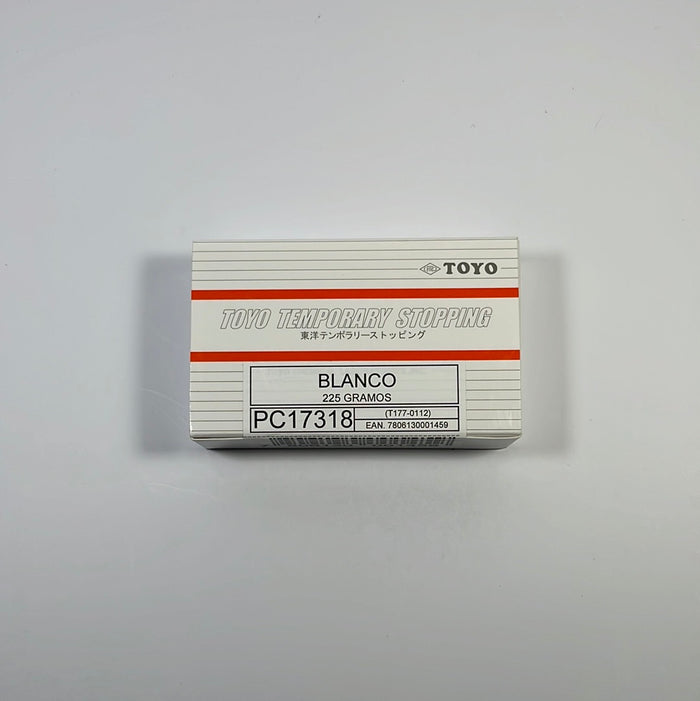 TOYO
TOYO TEMPORARY STOPPING
東洋テンポラリーストッピング
BLANCO
225 GRAMOS
PC17318
(T177-0112)
EAN. 7806130001459